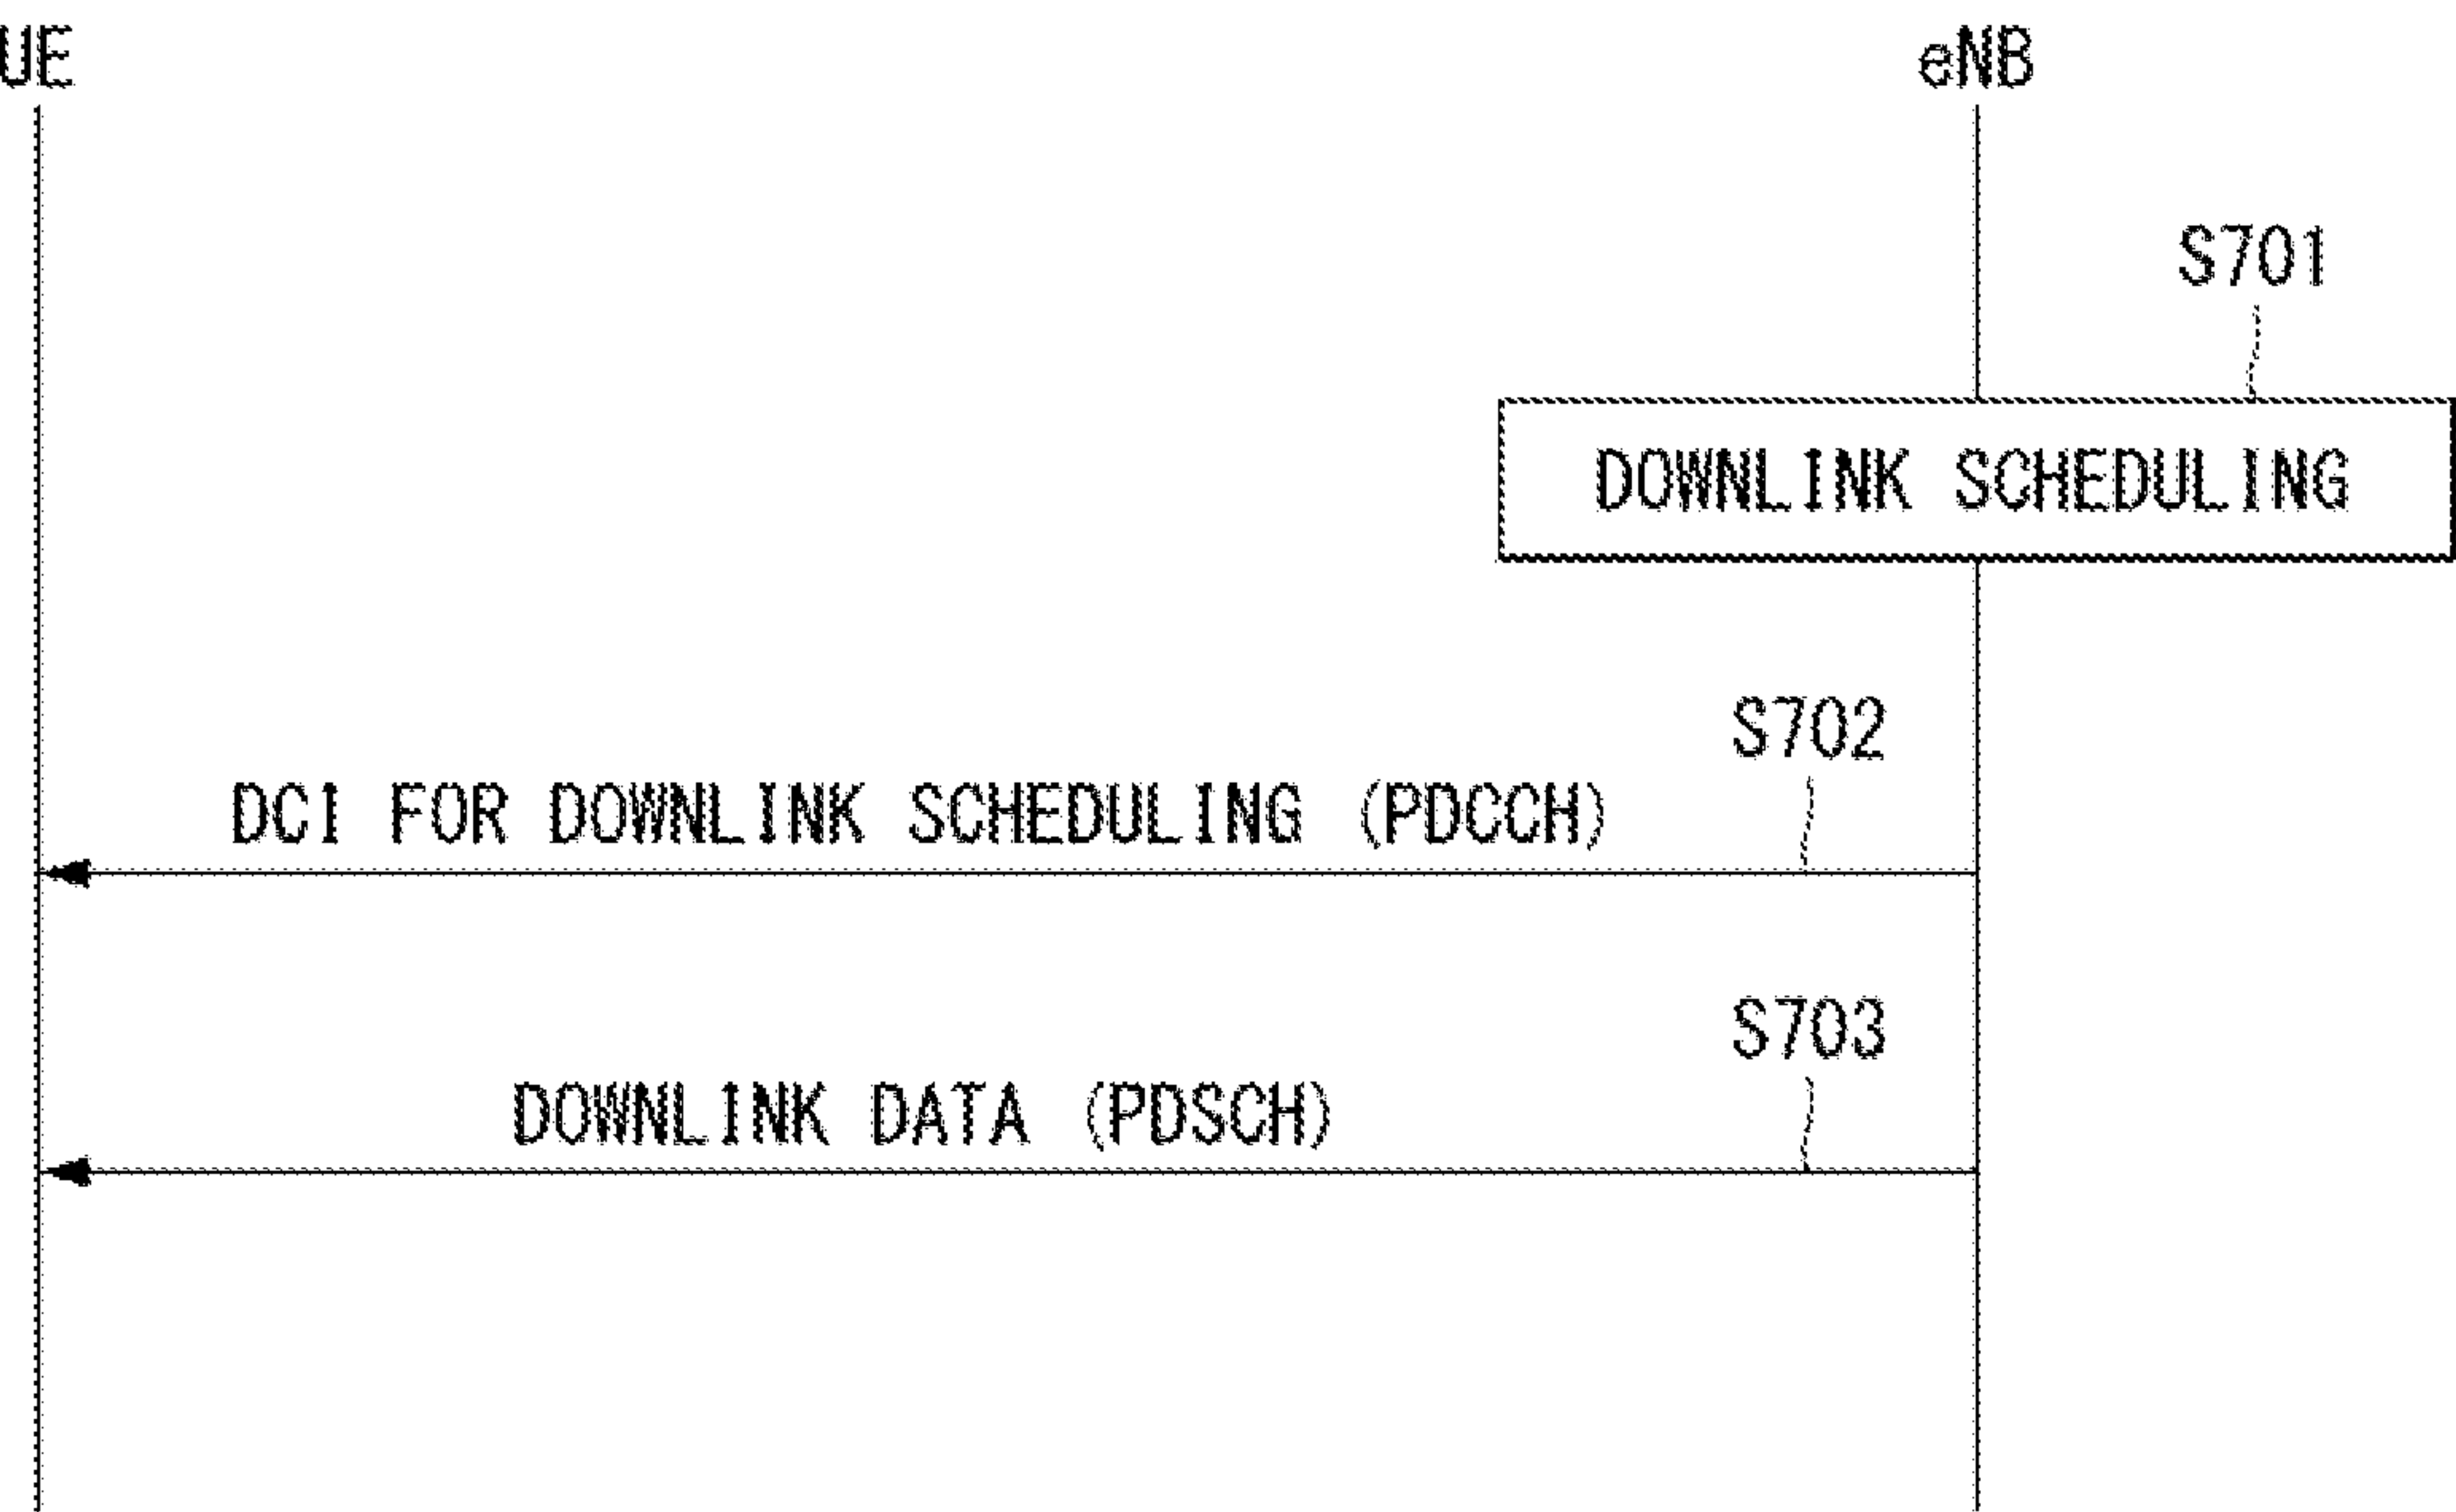 UE
eNB
S701
DOWNLINK SCHEDULING
S702
DCI FOR DOWNLINK SCHEDULING (PDCCH)
S703
DOWNLINK DATA (PDSCH)